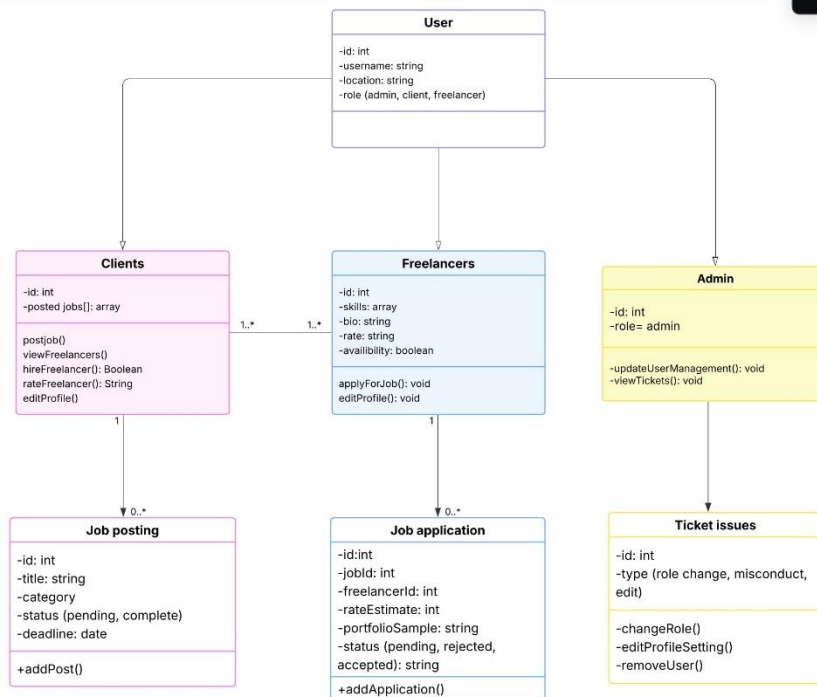 User
-id: int
-username: string
-location: string
-role (admin, client, freelancer)
Clients
-id: int
-posted jobs[]: array
postjob()
viewFreelancers()
hireFreelancer(): Boolean
rateFreelancer(): String
editProfile()
1..*
1..*
Freelancers
-id: int
-skills: array
-bio: string
-rate: string
-availibility: boolean
applyForJob(): void
editProfile(): void
Admin
-id: int
-role= admin
-updateUserManagement(): void
-viewTickets(): void
1
0..*
1
0..*
Job posting
-id: int
-title: string
-category
-status (pending, complete)
-deadline: date
+addPost()
Job application
-id:int
-jobId: int
-freelancerId: int
-rateEstimate: int
-portfolioSample: string
-status (pending, rejected,
accepted): string
+addApplication()
Ticket issues
-id: int
-type (role change, misconduct,
edit)
-changeRole()
-editProfileSetting()
-removeUser()